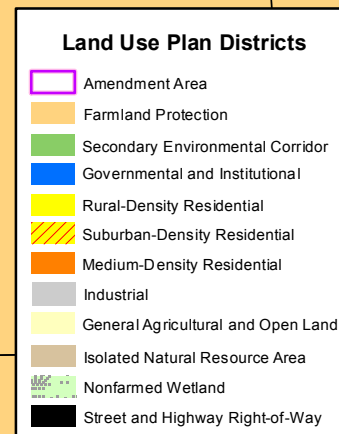 Land Use Plan Districts
Amendment Area
Farmland Protection
Secondary Environmental Corridor
Governmental and Institutional
Rural-Density Residential
Suburban-Density Residential
Medium-Density Residential
Industrial
General Agricultural and Open Land
Isolated Natural Resource Area
Nonfarmed Wetland
Street and Highway Right-of-Way